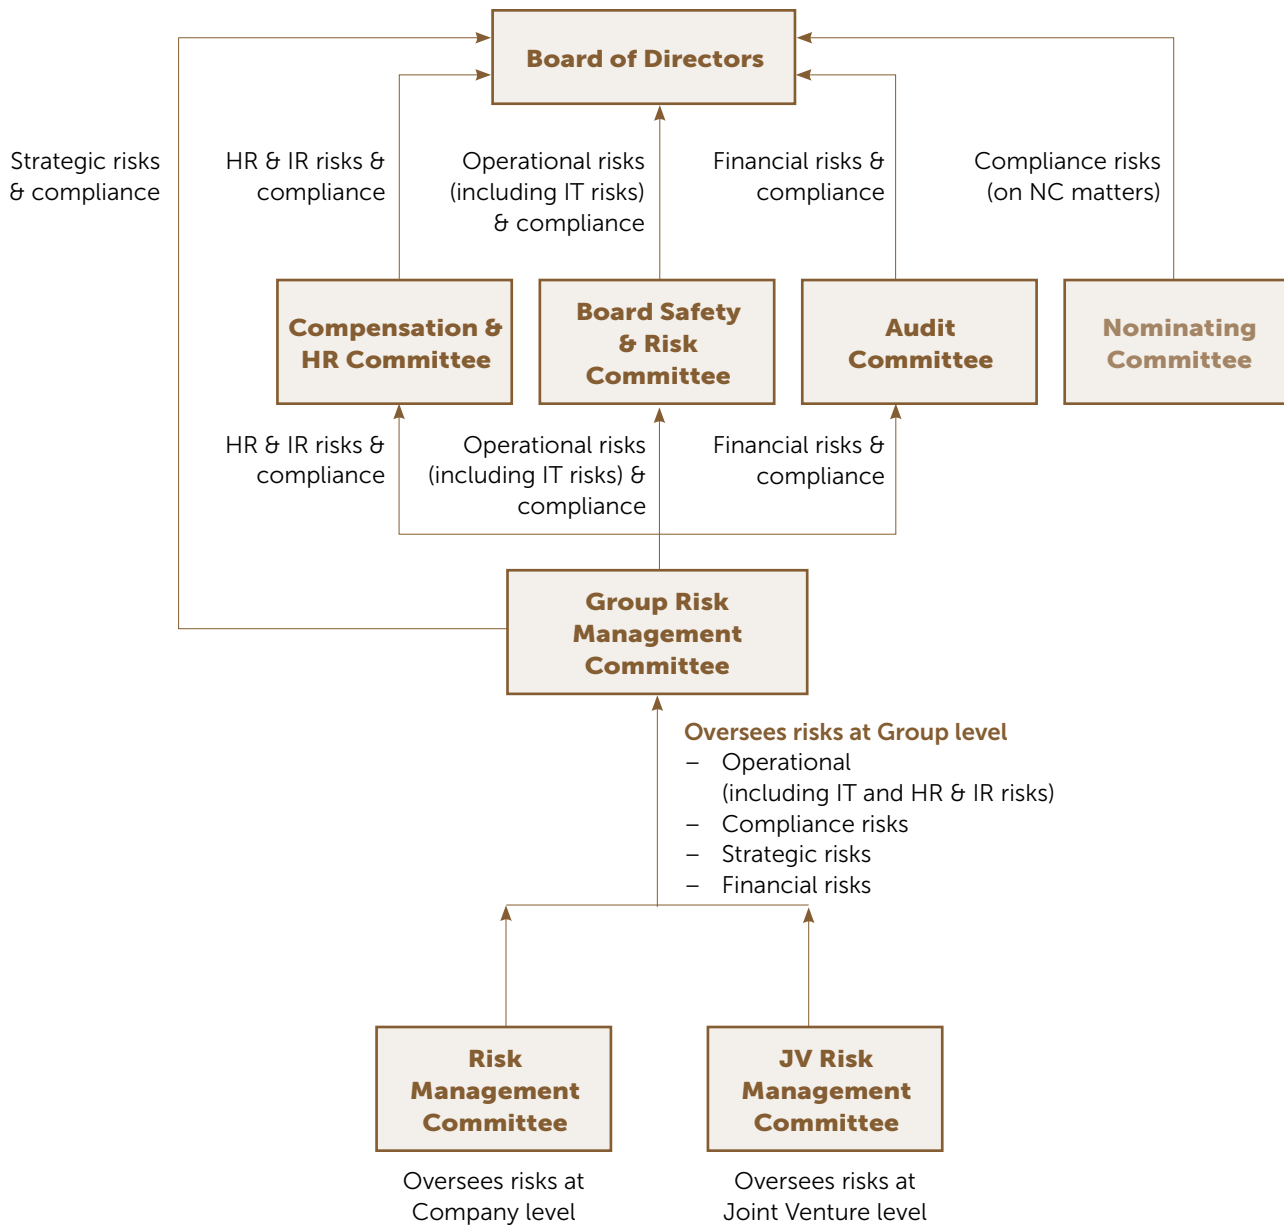 Board of Directors
Strategic risks
& compliance
HR & IR risks &
compliance
Operational risks
(including IT risks)
& compliance
Financial risks &
compliance
Compliance risks
(on NC matters)
Compensation &
HR Committee
Board Safety
& Risk
Committee
Audit
Committee
Nominating
Committee
HR & IR risks &
compliance
Operational risks
(including IT risks) &
compliance
Financial risks &
compliance
Group Risk
Management
Committee
Oversees risks at Group level
– Operational
(including IT and HR & IR risks)
– Compliance risks
– Strategic risks
– Financial risks
Risk
Management
Committee
Oversees risks at
Company level
JV Risk
Management
Committee
Oversees risks at
Joint Venture level